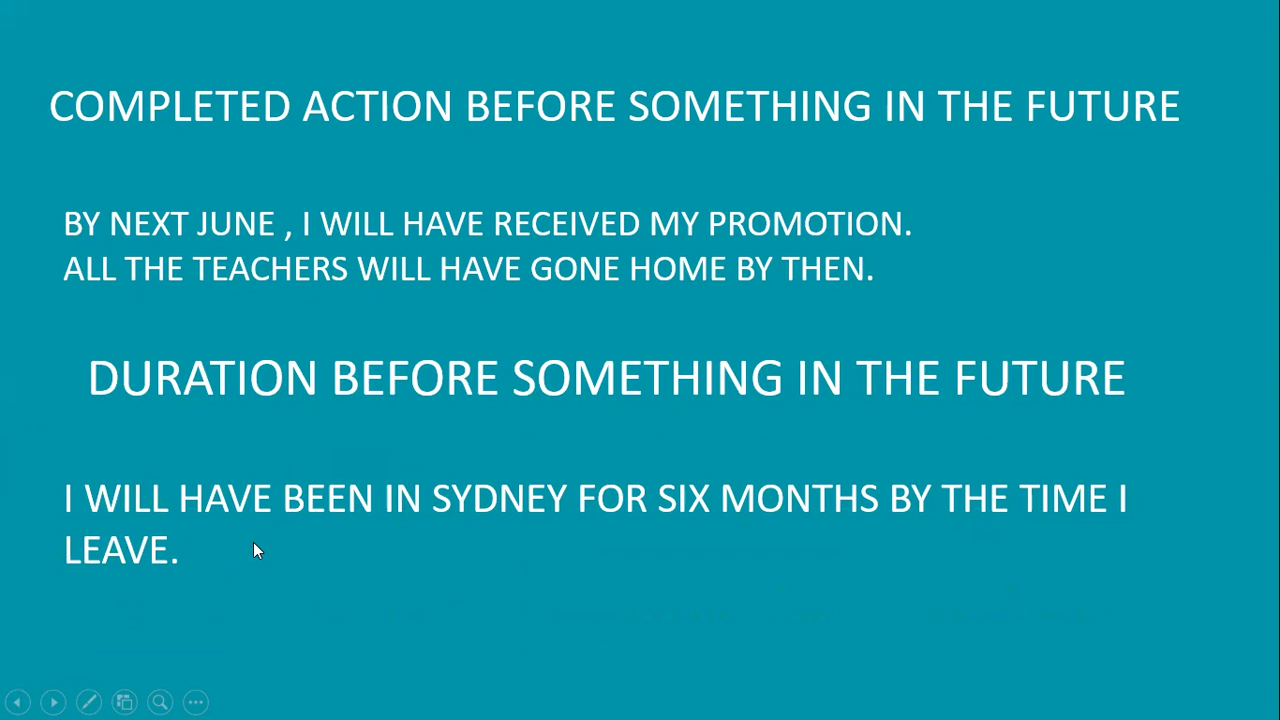 COMPLETED ACTION BEFORE SOMETHING IN THE FUTURE
BY NEXT JUNE , I WILL HAVE RECEIVED MY PROMOTION.
ALL THE TEACHERS WILL HAVE GONE HOME BY THEN.
DURATION BEFORE SOMETHING IN THE FUTURE
I WILL HAVE BEEN IN SYDNEY FOR SIX MONTHS BY THE TIME I
LEAVE.